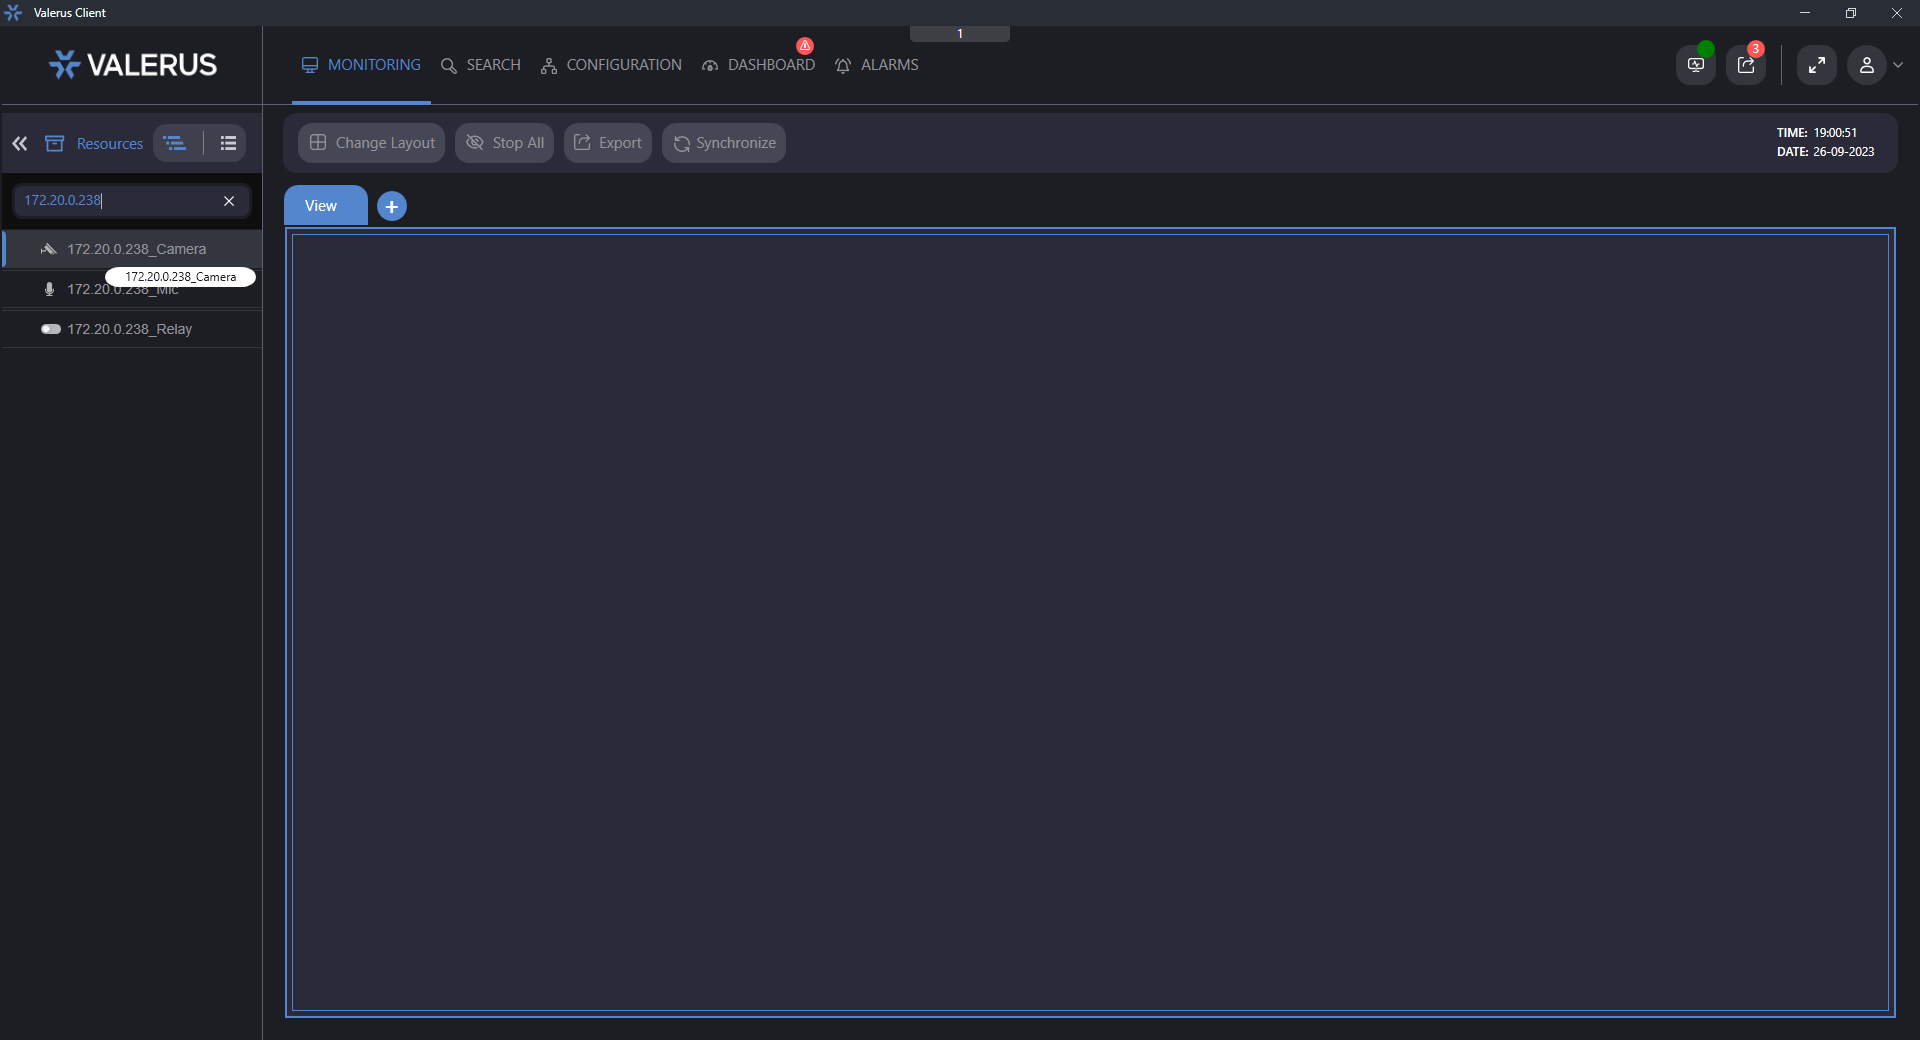 Valerus Client
1
VALERUS
MONITORING
SEARCH
CONFIGURATION
DASHBOARD
ALARMS
3
Resources
Change Layout
Stop All
Export
Synchronize
TIME: 19:00:51
DATE: 26-09-2023
172.20.0.238
View
172.20.0.238_Camera
172.20.0.238_Camera
172.20.0.238_Mic
172.20.0.238_Relay